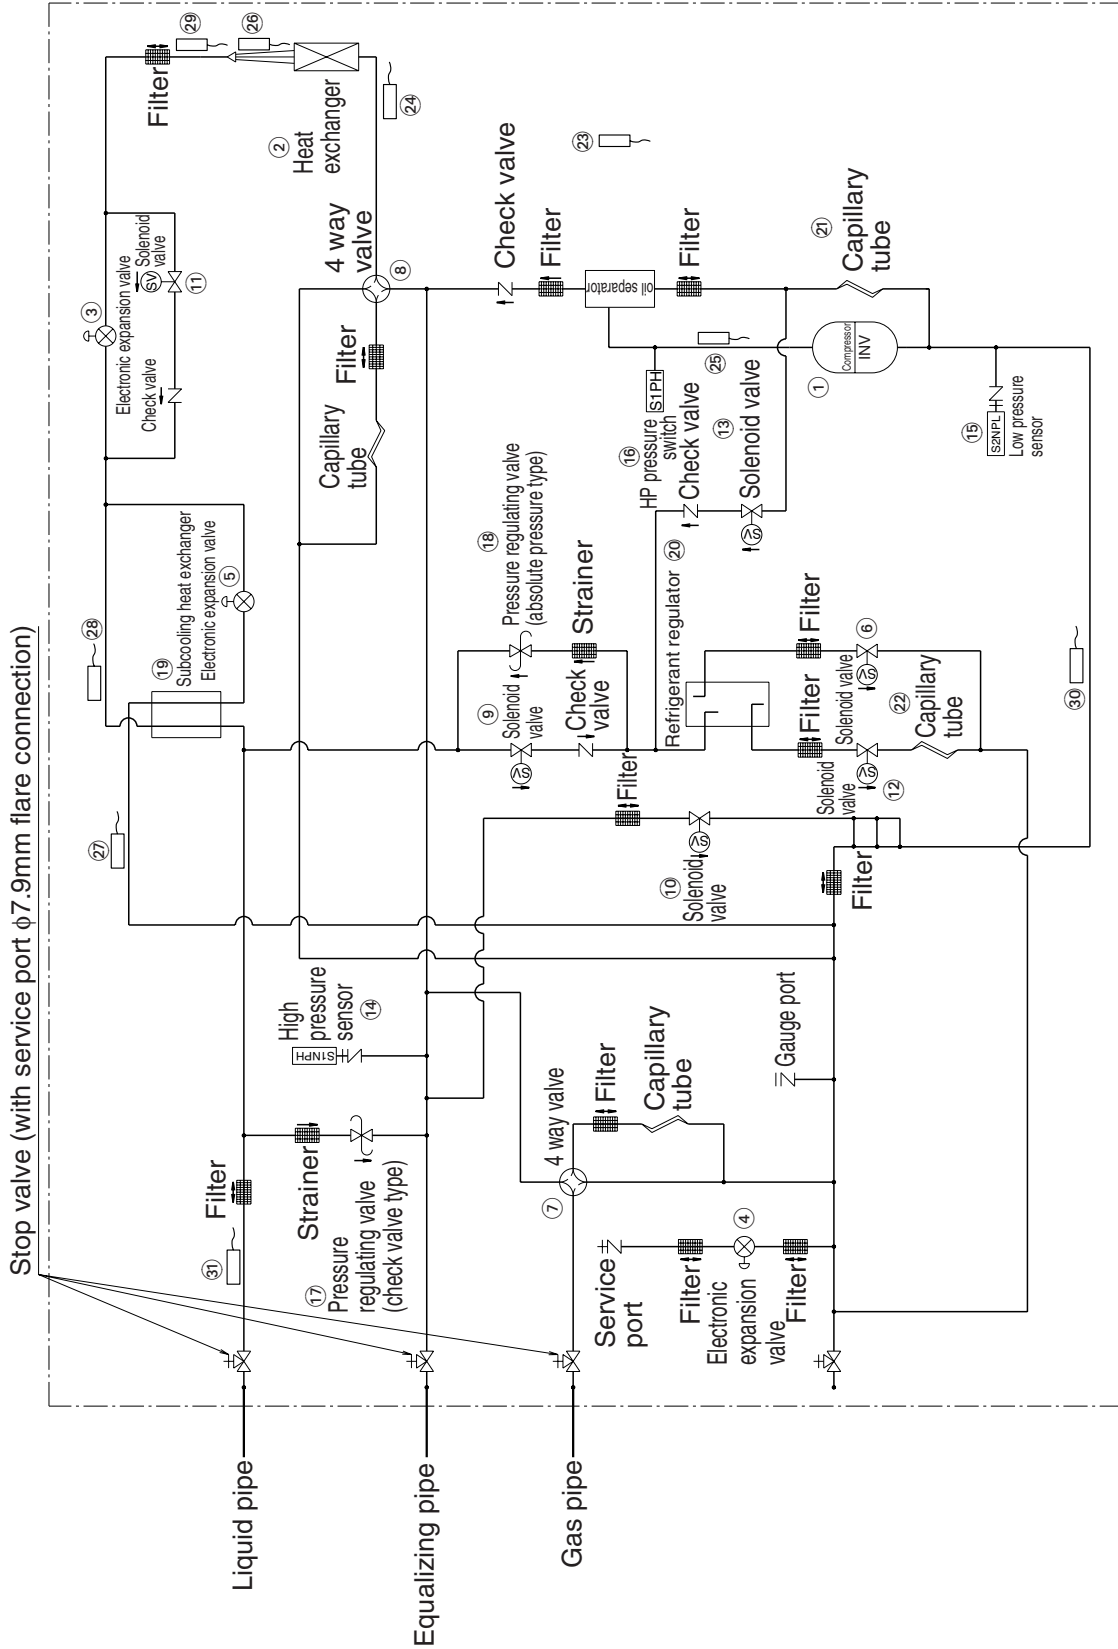 Stop valve (with service port φ7.9mm flare connection)
29
26
Filter
24
2
Heat
exchanger
3
Electronic expansion valve
SV
Solenoid
valve
11
Check valve
4 way
valve
8
Filter
Capillary
tube
Check valve
23
Filter
oil separator
Filter
21
Capillary
tube
Compressor
INV
1
25
S1PH
16
HP pressure
switch
13
Solenoid valve
SV
Check valve
15
S2NPL
Low pressure
sensor
28
19
Subcooling heat exchanger
5
Electronic expansion valve
27
18
Pressure regulating valve
(absolute pressure type)
Strainer
9
Solenoid
valve
SV
Check
valve
20
Refrigerant regulator
Filter
6
SV
Solenoid valve
Filter
22
Capillary
tube
SV
Solenoid
valve
12
30
Filter
SV
10
Solenoid
valve
Filter
High
pressure
sensor
14
S1NPH
Gauge port
Filter
31
Strainer
17
Pressure
regulating valve
(check valve type)
4 way valve
7
Filter
Capillary
tube
Service
port
Filter
4
Electronic
expansion
valve
Filter
Liquid pipe
Equalizing pipe
Gas pipe